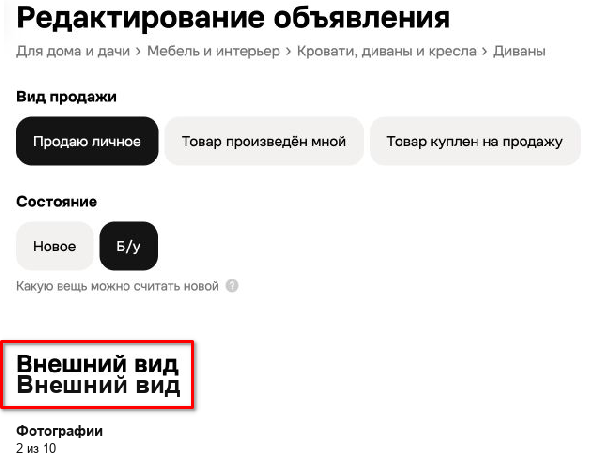 Редактирование объявления
Для дома и дачи > Мебель и интерьер > Кровати, диваны и кресла > Диваны
Вид продажи
Продаю личное Товар произведён мной Товар куплен на продажу
Состояние
Новое Б/у
Какую вещь можно считать новой ?
Внешний вид
Внешний вид
Фотографии
2 из 10